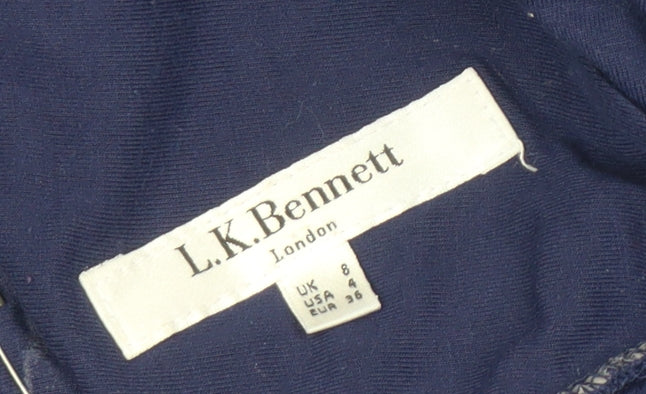 L.K.Bennett
London
UK 8
USA 4
EUR 36